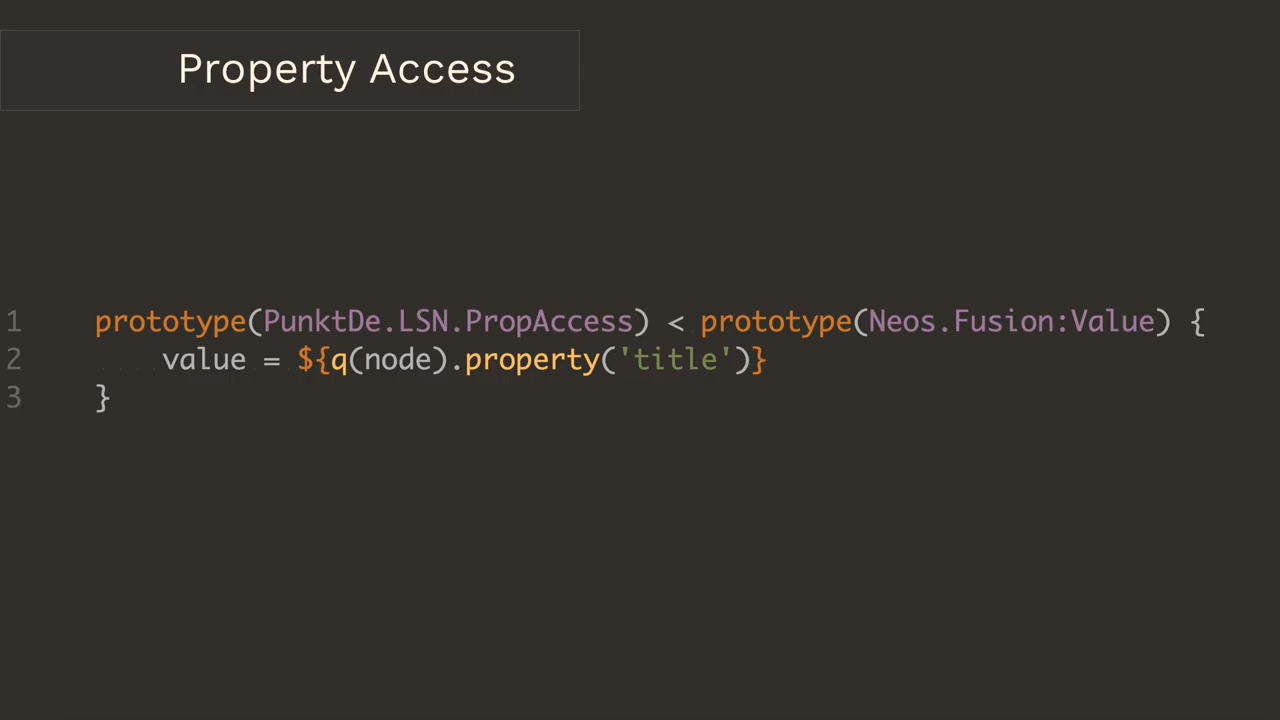 Property Access
1 prototype(PunktDe.LSN.PropAccess) < prototype(Neos.Fusion:Value) {
2 value = ${q(node).property('title')}
3 }